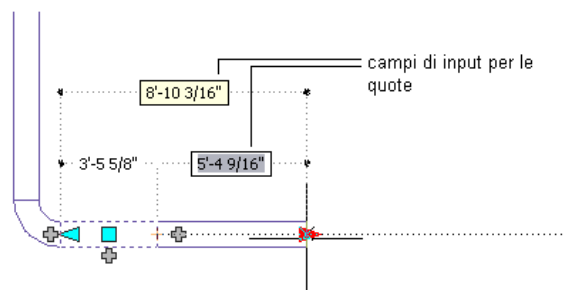 campi di input per le
quote
8'-10 3/16"
3'-5 5/8"
5'-4 9/16"